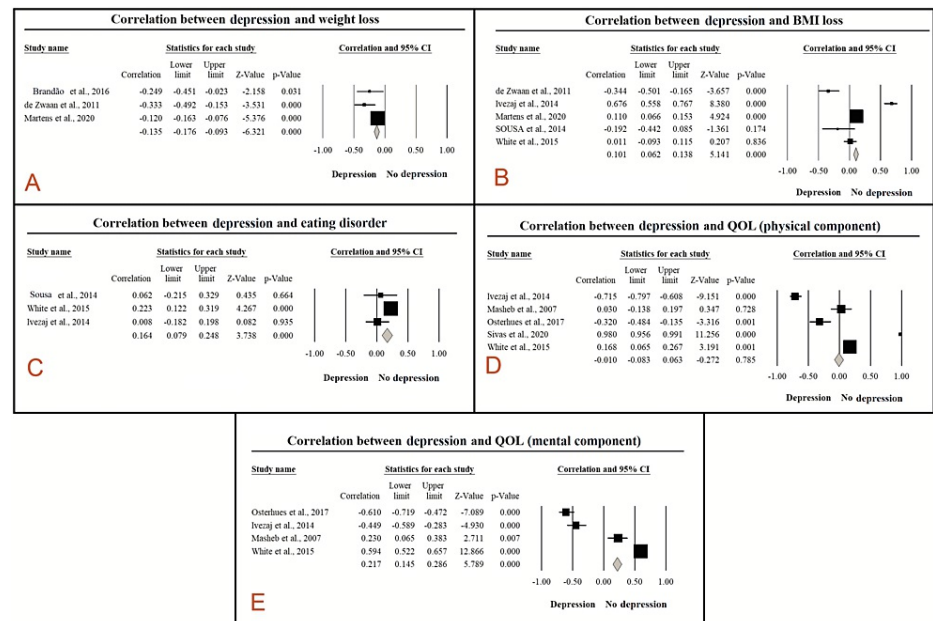 Correlation between depression and weight loss
Study name Statistics for each study Correlation and 95% CI
Lower Upper
Correlation limit limit Z-Value p-Value
Brandão et al., 2016 -0.249 -0.451 -0.023 -2.158 0.031
de Zwaan et al., 2011 -0.333 -0.492 -0.153 -3.531 0.000
Martens et al., 2020 -0.120 -0.163 -0.076 -5.376 0.000
-0.135 -0.176 -0.093 -6.321 0.000
-1.00 -0.50 0.00 0.50 1.00
Depression No depression
A
Correlation between depression and BMI loss
Study name Statistics for each study Correlation and 95% CI
Lower Upper
Correlation limit limit Z-Value p-Value
de Zwaan et al., 2011 -0.344 -0.501 -0.165 -3.657 0.000
Ivezaj et al., 2014 0.676 0.558 0.767 8.380 0.000
Martens et al., 2020 0.110 0.066 0.153 4.924 0.000
SOUSA et al., 2014 -0.192 -0.442 0.085 -1.361 0.174
White et al., 2015 0.011 -0.093 0.115 0.207 0.836
0.101 0.062 0.138 5.141 0.000
-1.00 -0.50 0.00 0.50 1.00
Depression No depression
B
Correlation between depression and eating disorder
Study name Statistics for each study Correlation and 95% CI
Lower Upper
Correlation limit limit Z-Value p-Value
Sousa et al., 2014 0.062 -0.215 0.329 0.435 0.664
White et al., 2015 0.223 0.122 0.319 4.267 0.000
Ivezaj et al., 2014 0.008 -0.182 0.198 0.082 0.935
0.164 0.079 0.248 3.738 0.000
-1.00 -0.50 0.00 0.50 1.00
Depression No depression
C
Correlation between depression and QOL (physical component)
Study name Statistics for each study Correlation and 95% CI
Lower Upper
Correlation limit limit Z-Value p-Value
Ivezaj et al., 2014 -0.715 -0.797 -0.608 -9.151 0.000
Masheb et al., 2007 0.030 -0.138 0.197 0.347 0.728
Osterhues et al., 2017 -0.320 -0.484 -0.135 -3.316 0.001
Sivas et al., 2020 0.980 0.956 0.991 11.256 0.000
White et al., 2015 0.168 0.065 0.267 3.191 0.001
-0.010 -0.083 0.063 -0.272 0.785
-1.00 -0.50 0.00 0.50 1.00
Depression No depression
D
Correlation between depression and QOL (mental component)
Study name Statistics for each study Correlation and 95% CI
Lower Upper
Correlation limit limit Z-Value p-Value
Osterhues et al., 2017 -0.610 -0.719 -0.472 -7.089 0.000
Ivezaj et al., 2014 -0.449 -0.589 -0.283 -4.930 0.000
Masheb et al., 2007 0.230 0.065 0.383 2.711 0.007
White et al., 2015 0.594 0.522 0.657 12.866 0.000
0.217 0.145 0.286 5.789 0.000
-1.00 -0.50 0.00 0.50 1.00
Depression No depression
E